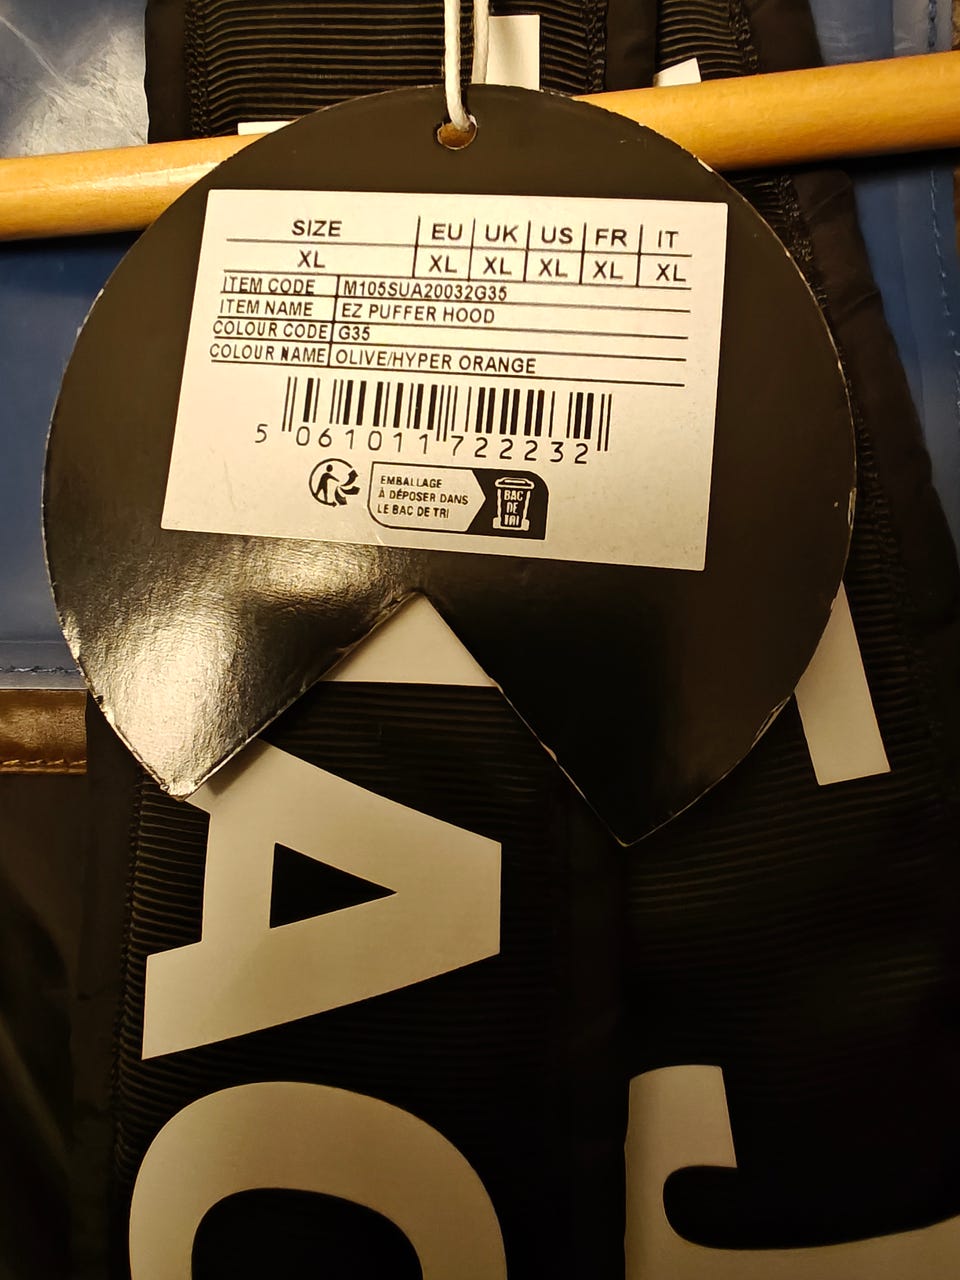 SIZE EU UK US FR IT
XL XL XL XL XL XL
ITEM CODE M105SUA20032G35
ITEM NAME EZ PUFFER HOOD
COLOUR CODE G35
COLOUR NAME OLIVE/HYPER ORANGE
5 061011 722232
EMBALLAGE
À DÉPOSER DANS
LE BAC DE TRI
BAC
DE
TRI